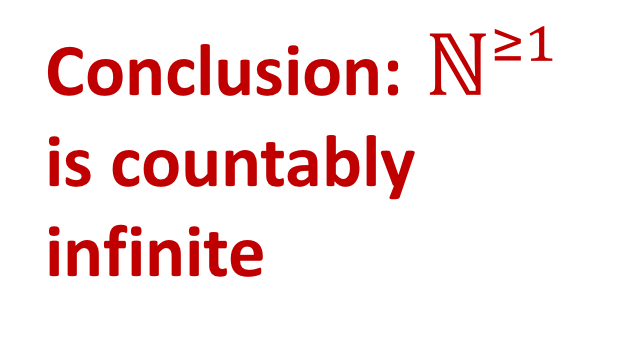 Conclusion: ℕ≥1
is countably
infinite